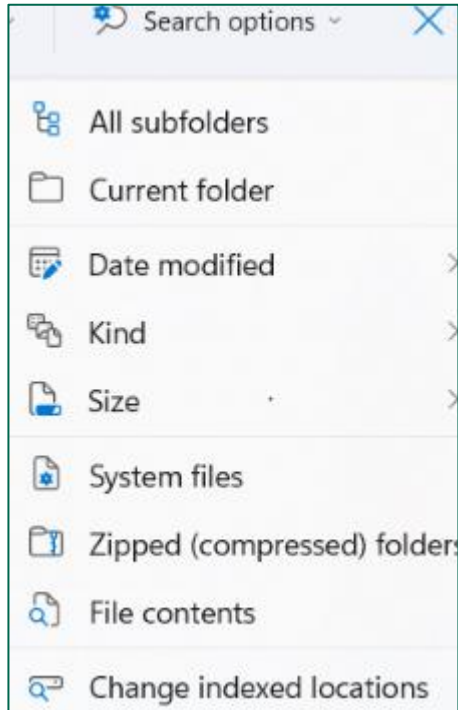 Search options
All subfolders
Current folder
Date modified
Kind
Size
System files
Zipped (compressed) folders
File contents
Change indexed locations